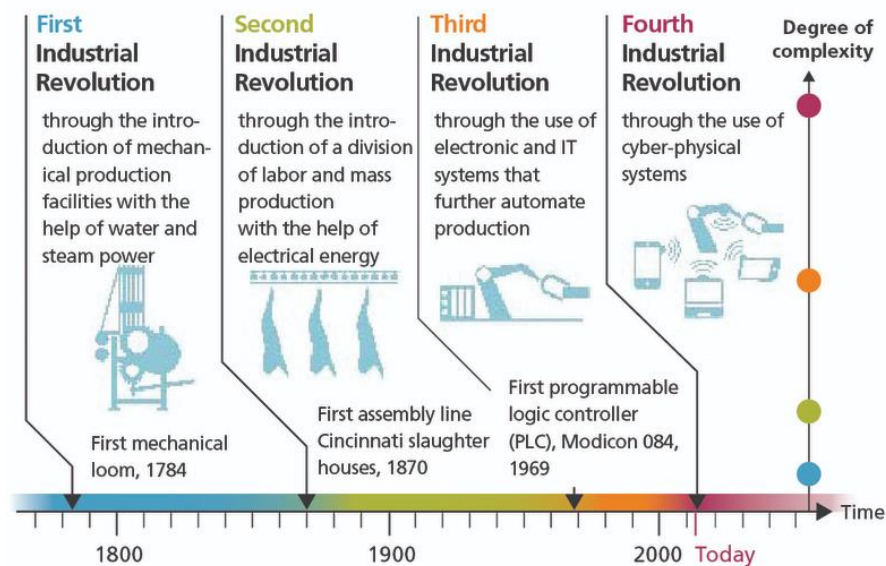 First
Industrial
Revolution
through the intro-
duction of mechan-
ical production
facilities with the
help of water and
steam power
First mechanical
loom, 1784
Second
Industrial
Revolution
through the intro-
duction of a division
of labor and mass
production
with the help of
electrical energy
First assembly line
Cincinnati slaughter
houses, 1870
Third
Industrial
Revolution
through the use of
electronic and IT
systems that
further automate
production
First programmable
logic controller
(PLC), Modicon 084,
1969
Fourth
Industrial
Revolution
through the use of
cyber-physical
systems
Degree of
complexity
Time
1800
1900
2000
Today